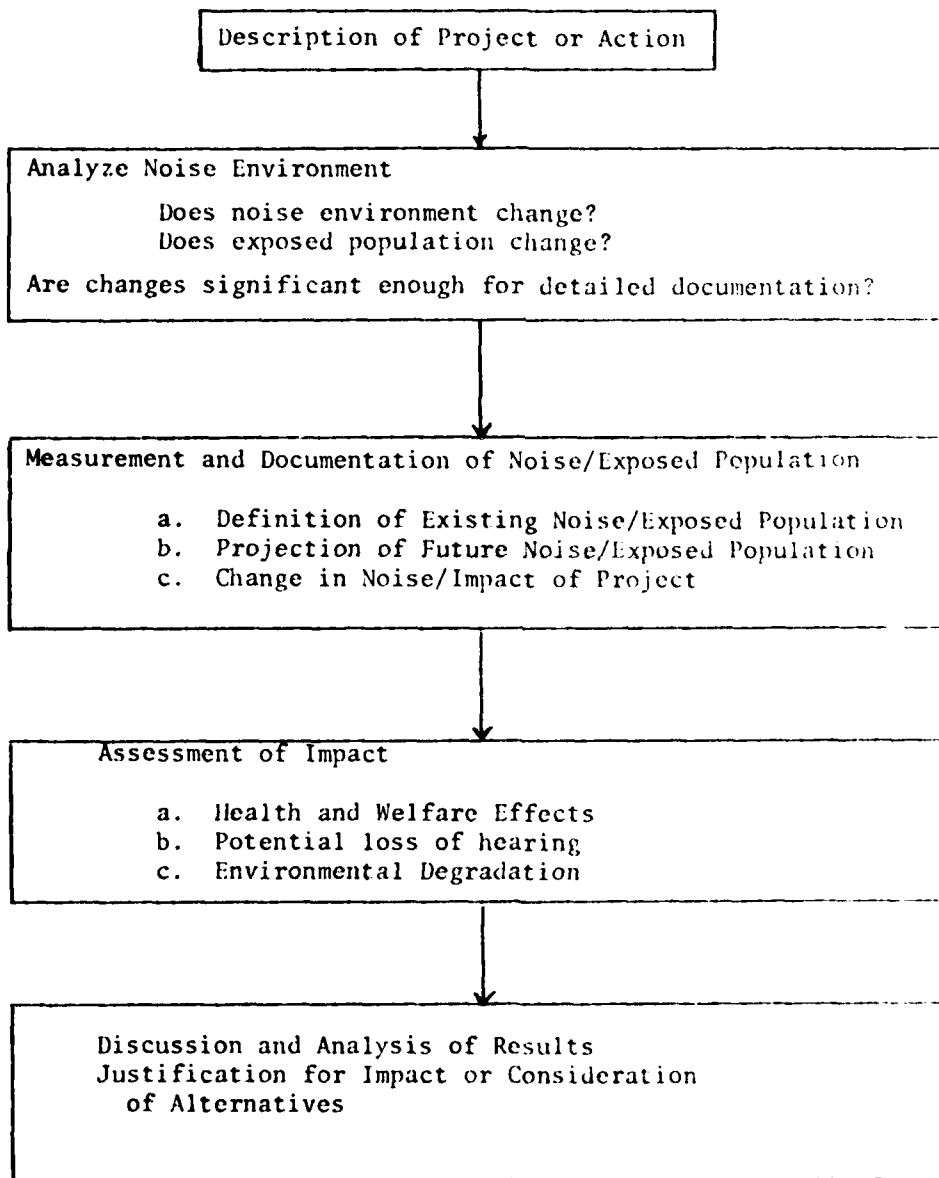 Description of Project or Action
Analyze Noise Environment
Does noise environment change?
Does exposed population change?
Are changes significant enough for detailed documentation?
Measurement and Documentation of Noise/Exposed Population
a. Definition of Existing Noise/Exposed Population
b. Projection of Future Noise/Exposed Population
c. Change in Noise/Impact of Project
Assessment of Impact
a. Health and Welfare Effects
b. Potential loss of hearing
c. Environmental Degradation
Discussion and Analysis of Results
Justification for Impact or Consideration
of Alternatives